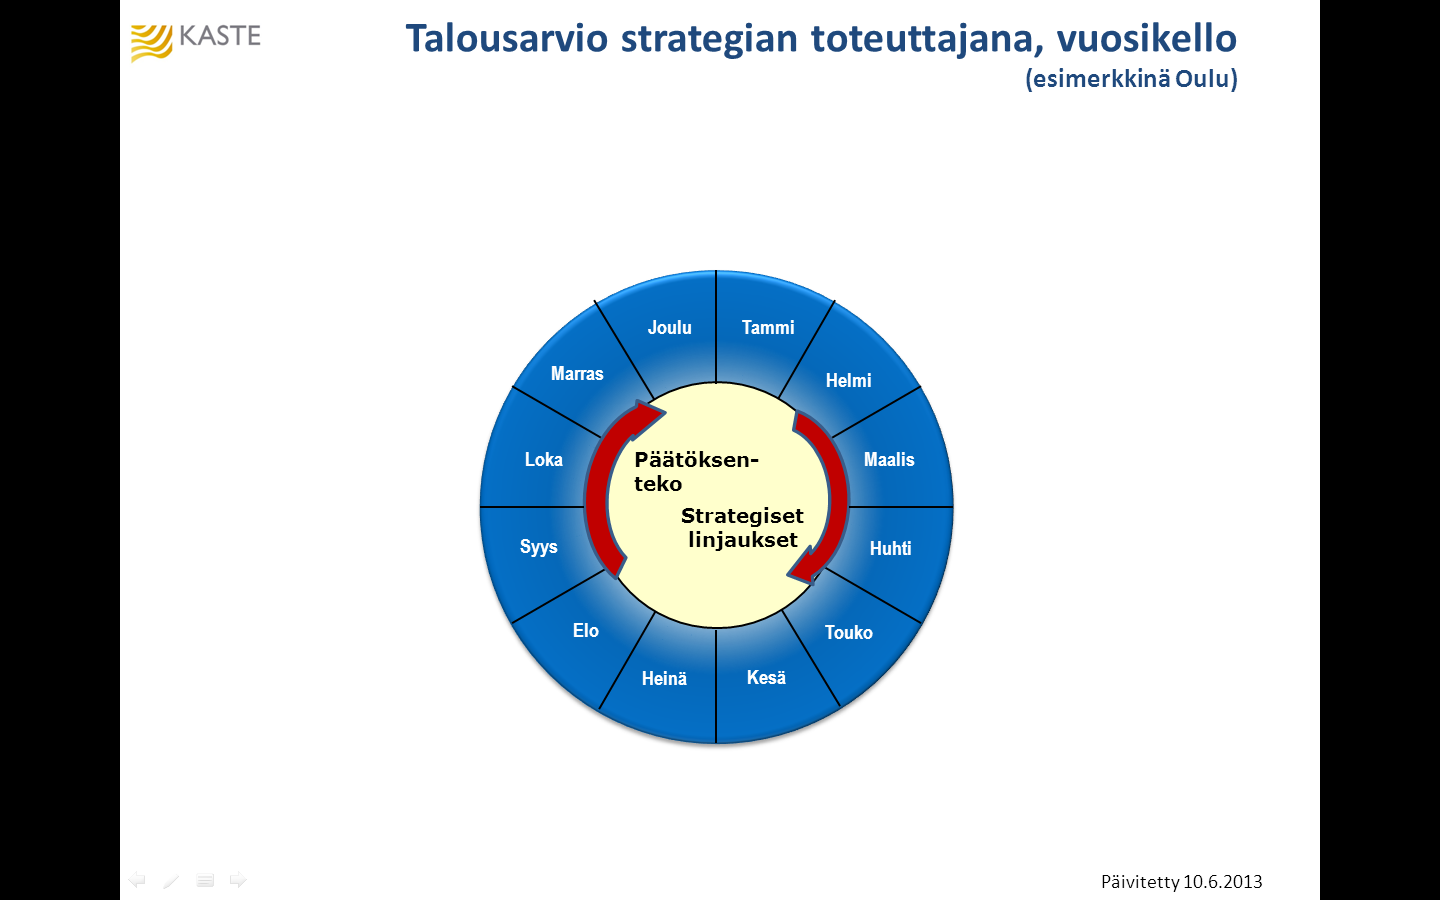 KASTE
Talousarvio strategian toteuttajana, vuosikello
(esimerkkinä Oulu)
Joulu
Tammi
Marras
Helmi
Loka
Maalis
Päätöksen-
teko
Strategiset
linjaukset
Syys
Huhti
Elo
Touko
Heinä
Kesä
Päivitetty 10.6.2013